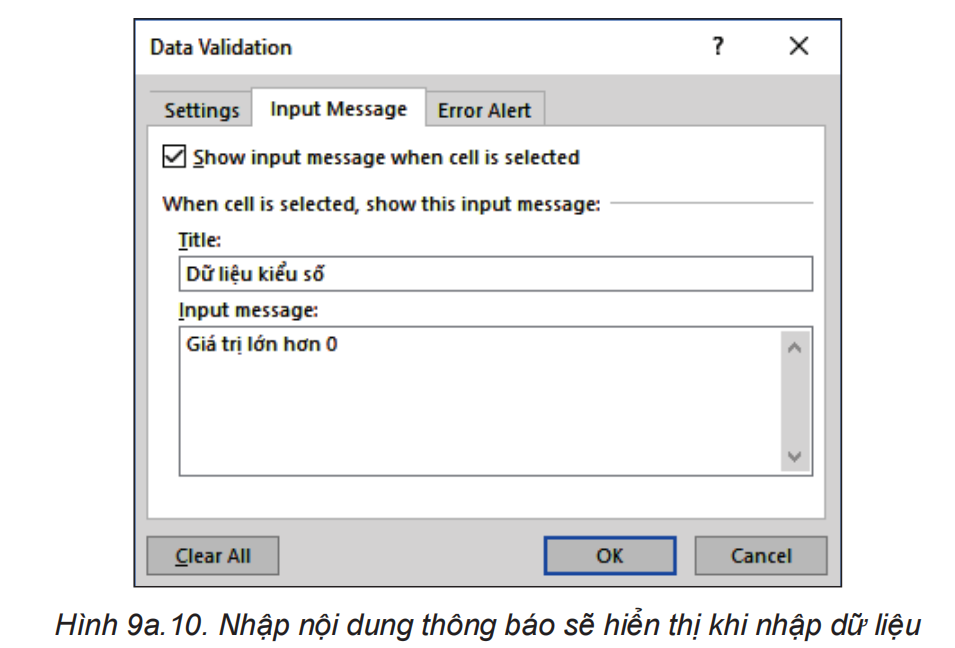 Data Validation ? ×
Settings Input Message Error Alert
Show input message when cell is selected
When cell is selected, show this input message:
Title:
Dữ liệu kiểu số
Input message:
Giá trị lớn hơn 0
Clear All OK Cancel
Hình 9a.10. Nhập nội dung thông báo sẽ hiển thị khi nhập dữ liệu